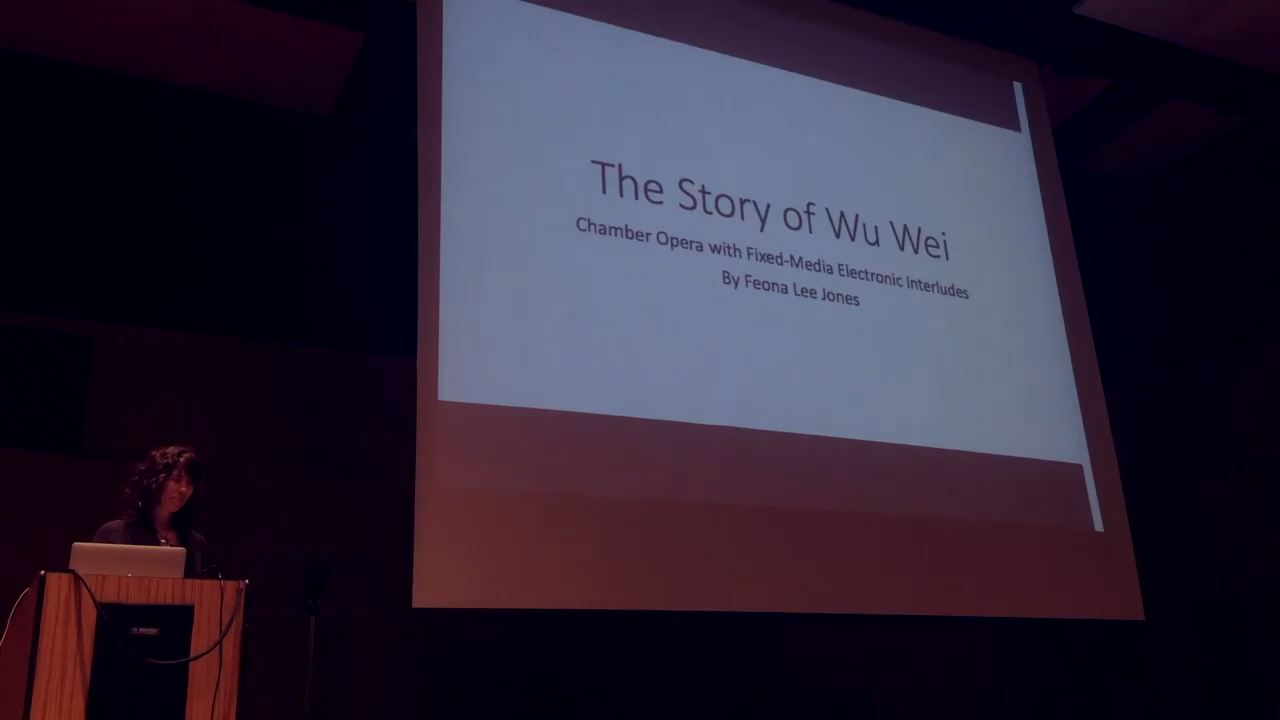 The Story of Wu Wei
Chamber Opera with Fixed-Media Electronic Interludes
By Feona Lee Jones